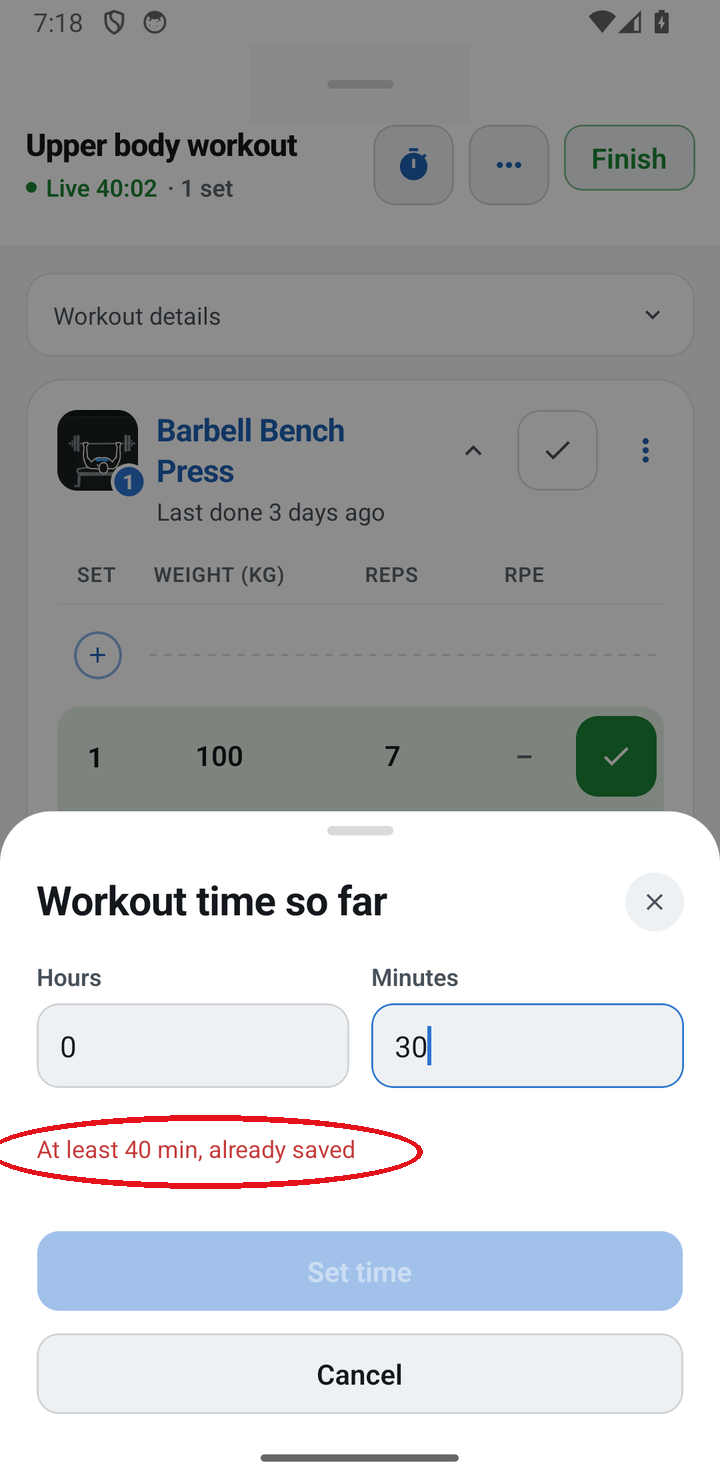 7:18
Upper body workout
Live 40:02 · 1 set
Finish
Workout details
Barbell Bench
Press
1
Last done 3 days ago
SET WEIGHT (KG) REPS RPE
1 100 7 –
Workout time so far
Hours Minutes
0 30
At least 40 min, already saved
Set time
Cancel